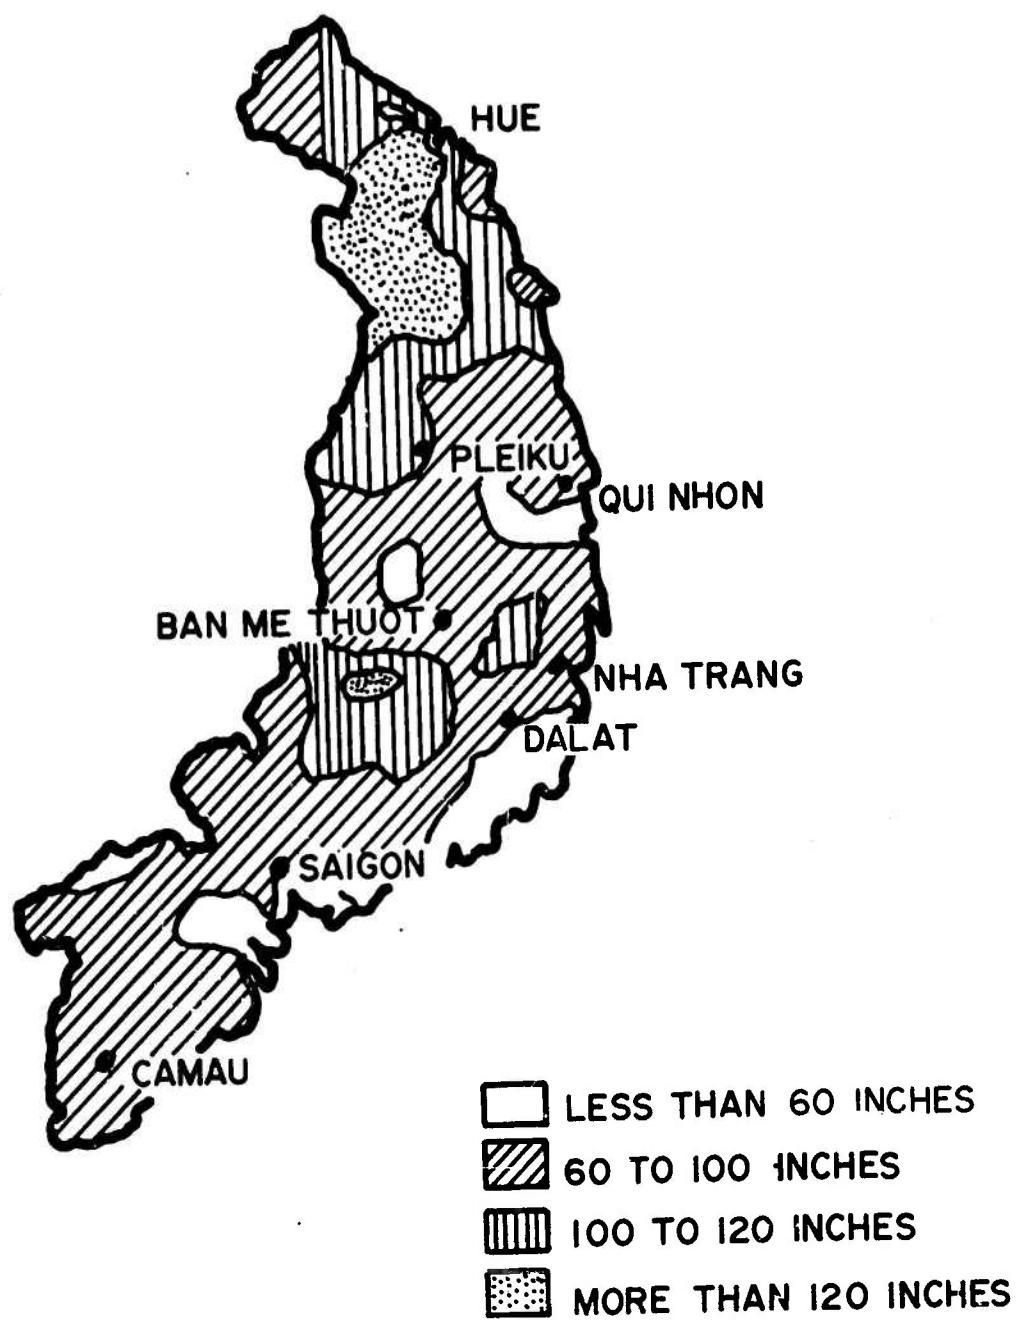 HUE
PLEIKU
QUI NHON
BAN ME THUOT
NHA TRANG
DALAT
SAIGON
CAMAU
LESS THAN 60 INCHES
60 TO 100 INCHES
100 TO 120 INCHES
MORE THAN 120 INCHES